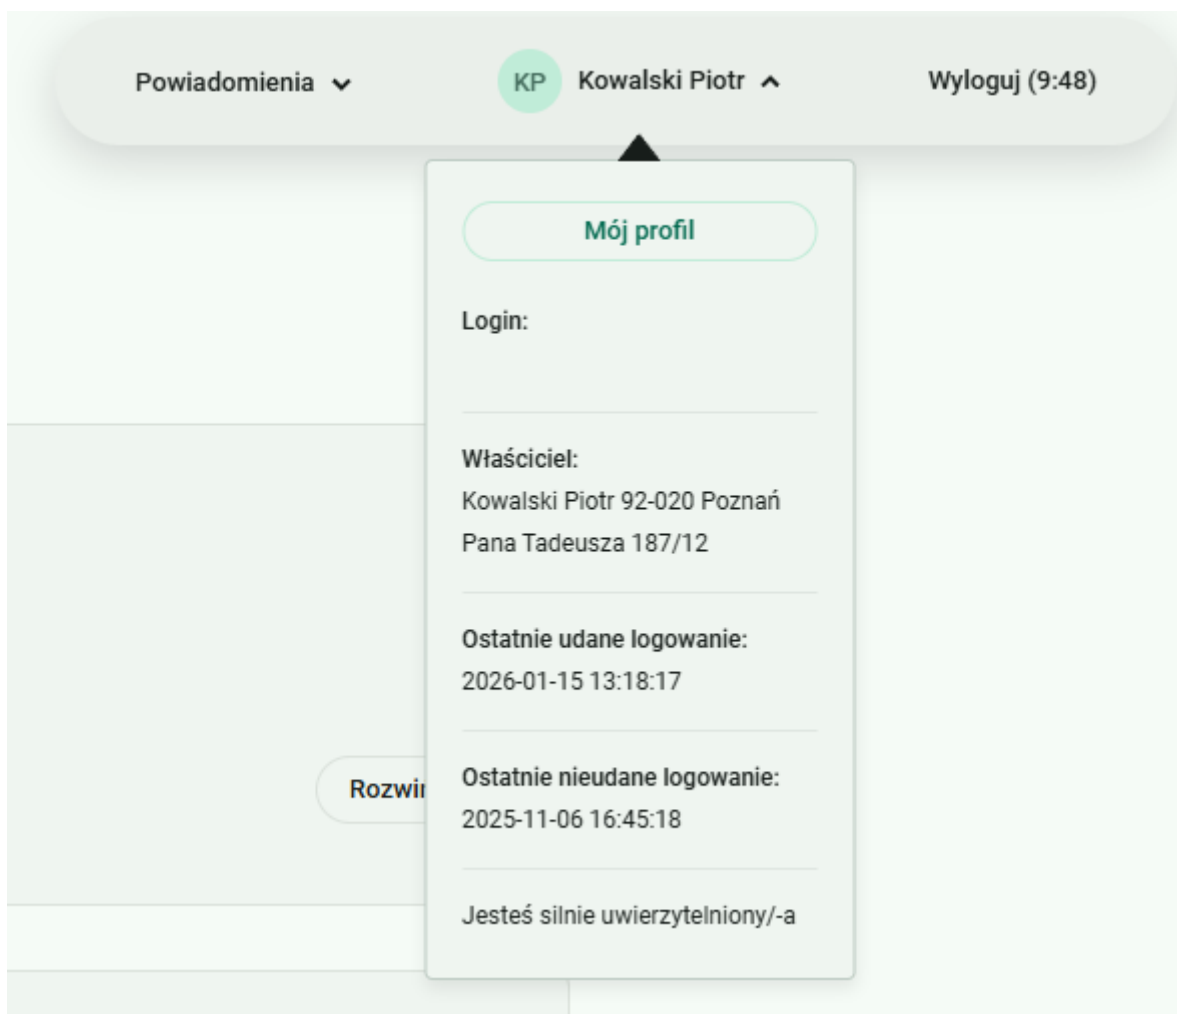 Powiadomienia
KP
Kowalski Piotr
Wyloguj (9:48)
Mój profil
Login:
Właściciel:
Kowalski Piotr 92-020 Poznań
Pana Tadeusza 187/12
Ostatnie udane logowanie:
2026-01-15 13:18:17
Ostatnie nieudane logowanie:
2025-11-06 16:45:18
Jesteś silnie uwierzytelniony/-a